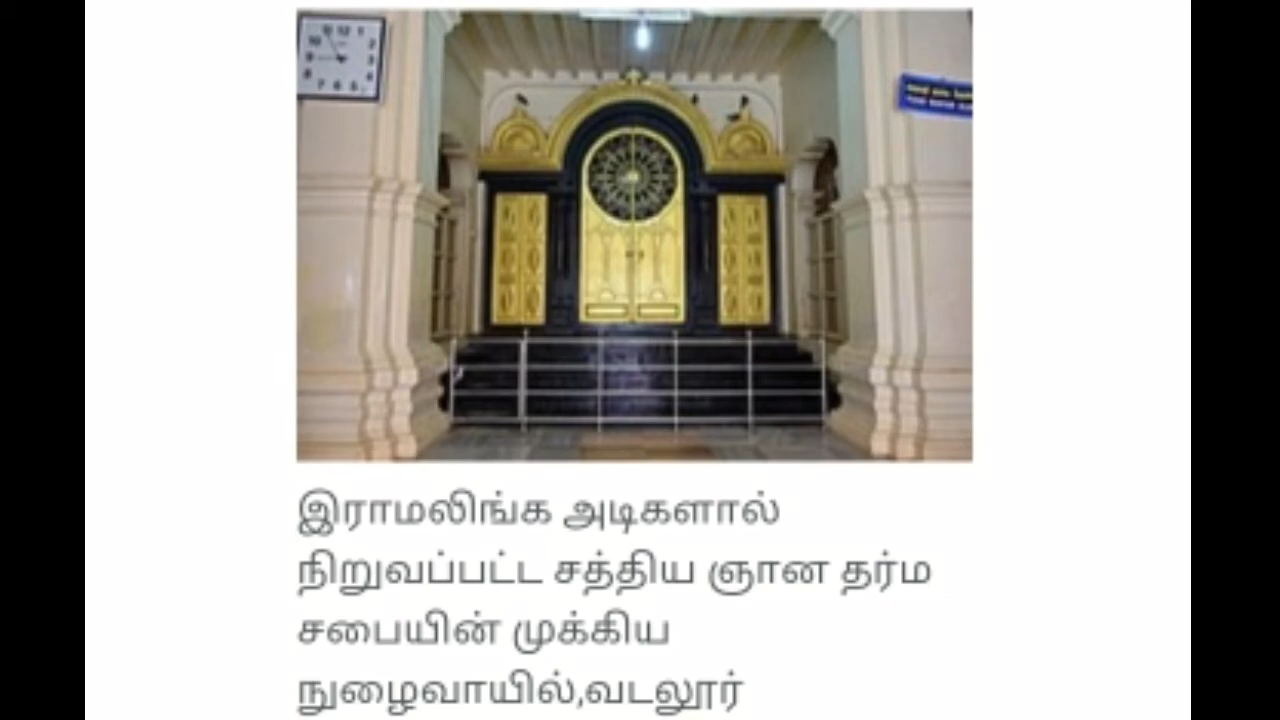 இராமலிங்க அடிகளால்
நிறுவப்பட்ட சத்திய ஞான தர்ம
சபையின் முக்கிய
நுழைவாயில்,வடலூர்